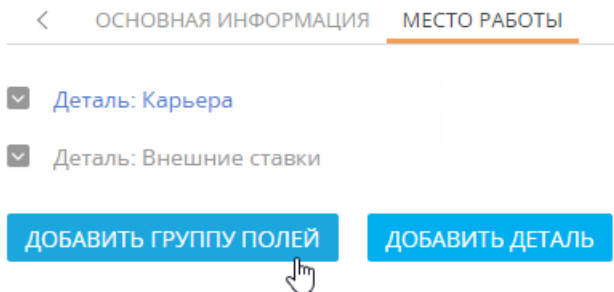 ОСНОВНАЯ ИНФОРМАЦИЯ МЕСТО РАБОТЫ
Деталь: Карьера
Деталь: Внешние ставки
ДОБАВИТЬ ГРУППУ ПОЛЕЙ ДОБАВИТЬ ДЕТАЛЬ